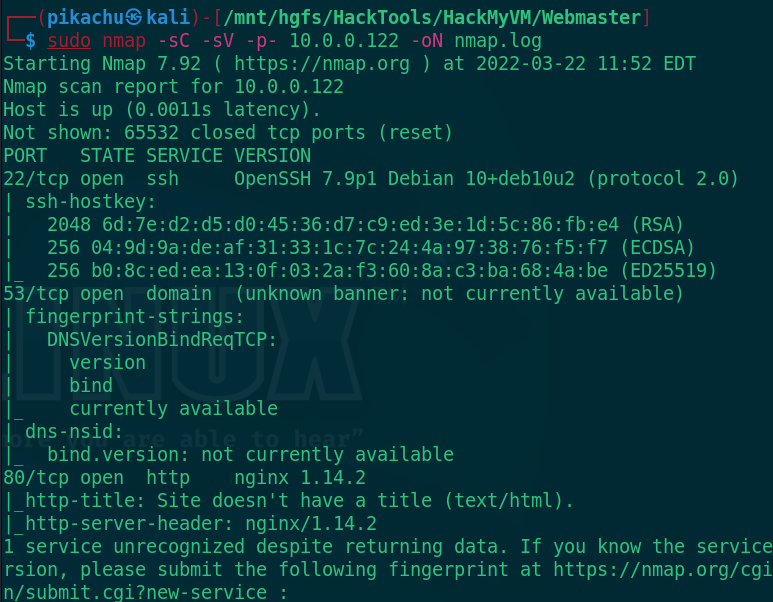 ┌──(pikachu㉿kali)-[/mnt/hgfs/HackTools/HackMyVM/Webmaster]
└─$ sudo nmap -sC -sV -p- 10.0.0.122 -oN nmap.log
Starting Nmap 7.92 ( https://nmap.org ) at 2022-03-22 11:52 EDT
Nmap scan report for 10.0.0.122
Host is up (0.0011s latency).
Not shown: 65532 closed tcp ports (reset)
PORT   STATE SERVICE VERSION
22/tcp open  ssh     OpenSSH 7.9p1 Debian 10+deb10u2 (protocol 2.0)
| ssh-hostkey:
|   2048 6d:7e:d2:d5:d0:45:36:d7:c9:ed:3e:1d:5c:86:fb:e4 (RSA)
|   256 04:9d:9a:de:af:31:33:1c:7c:24:4a:97:38:76:f5:f7 (ECDSA)
|_  256 b0:8c:ed:ea:13:0f:03:2a:f3:60:8a:c3:ba:68:4a:be (ED25519)
53/tcp open  domain  (unknown banner: not currently available)
| fingerprint-strings:
|   DNSVersionBindReqTCP:
|     version
|     bind
|_    currently available
| dns-nsid:
|_  bind.version: not currently available
80/tcp open  http    nginx 1.14.2
|_http-title: Site doesn't have a title (text/html).
|_http-server-header: nginx/1.14.2
1 service unrecognized despite returning data. If you know the service
rsion, please submit the following fingerprint at https://nmap.org/cgi
n/submit.cgi?new-service :
INUX
you are able to hear”